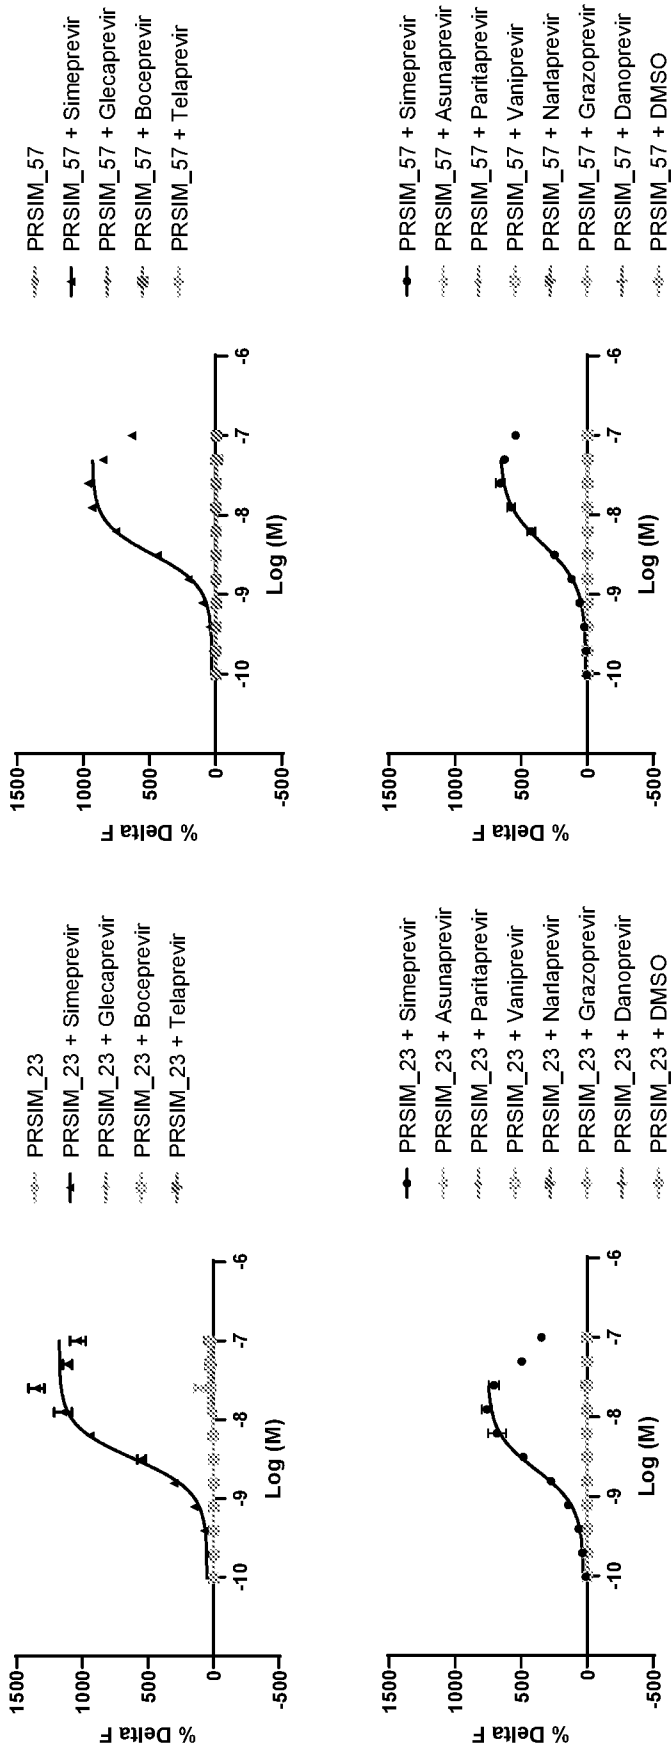 1500
1000
500
0
-500
% Delta F
-10
-9
-8
-7
-6
Log (M)
PRSIM_23
PRSIM_23 + Simeprevir
PRSIM_23 + Glecaprevir
PRSIM_23 + Boceprevir
PRSIM_23 + Telaprevir
1500
1000
500
0
-500
% Delta F
-10
-9
-8
-7
-6
Log (M)
PRSIM_57
PRSIM_57 + Simeprevir
PRSIM_57 + Glecaprevir
PRSIM_57 + Boceprevir
PRSIM_57 + Telaprevir
1500
1000
500
0
-500
% Delta F
-10
-9
-8
-7
-6
Log (M)
PRSIM_23 + Simeprevir
PRSIM_23 + Asunaprevir
PRSIM_23 + Paritaprevir
PRSIM_23 + Vaniprevir
PRSIM_23 + Narlaprevir
PRSIM_23 + Grazoprevir
PRSIM_23 + Danoprevir
PRSIM_23 + DMSO
1500
1000
500
0
-500
% Delta F
-10
-9
-8
-7
-6
Log (M)
PRSIM_57 + Simeprevir
PRSIM_57 + Asunaprevir
PRSIM_57 + Paritaprevir
PRSIM_57 + Vaniprevir
PRSIM_57 + Narlaprevir
PRSIM_57 + Grazoprevir
PRSIM_57 + Danoprevir
PRSIM_57 + DMSO